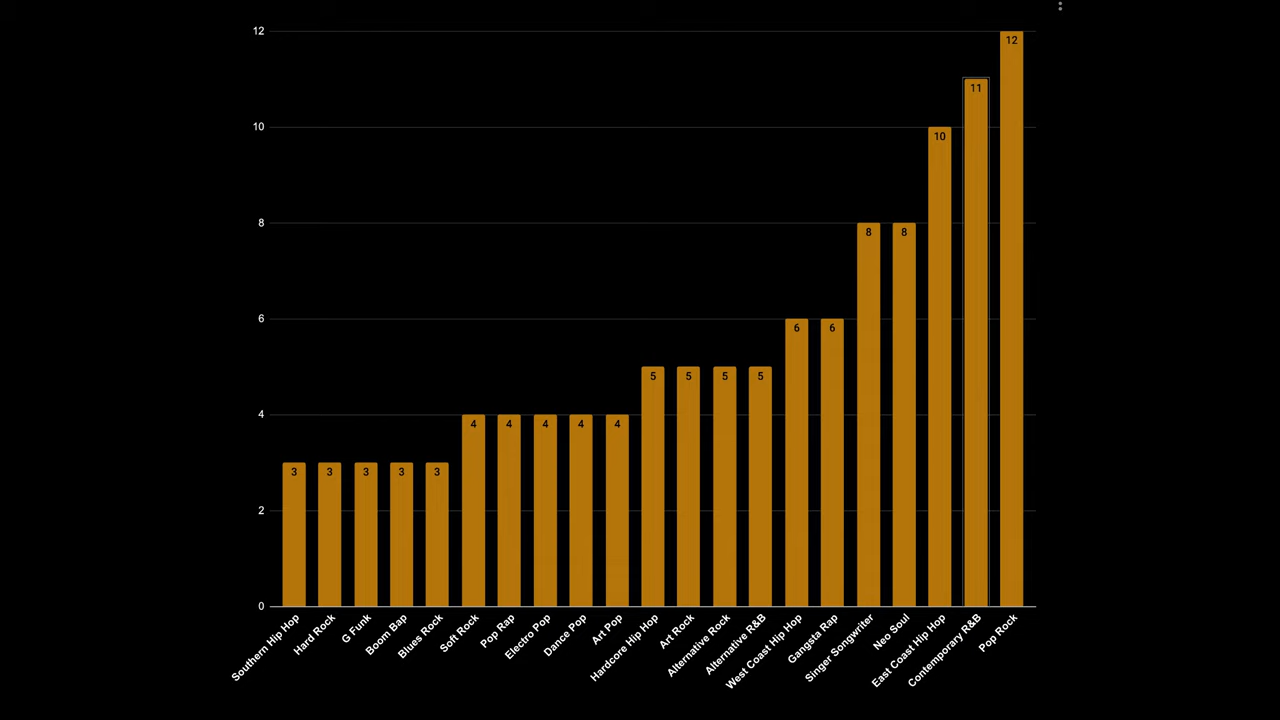 12
10
8
6
4
2
0
3
3
3
3
3
4
4
4
4
4
5
5
5
5
6
6
8
8
10
11
12
Southern Hip Hop
Hard Rock
G Funk
Boom Bap
Blues Rock
Soft Rock
Pop Rap
Electro Pop
Dance Pop
Art Pop
Hardcore Hip Hop
Art Rock
Alternative Rock
Alternative R&B
West Coast Hip Hop
Gangsta Rap
Singer Songwriter
Neo Soul
East Coast Hip Hop
Contemporary R&B
Pop Rock